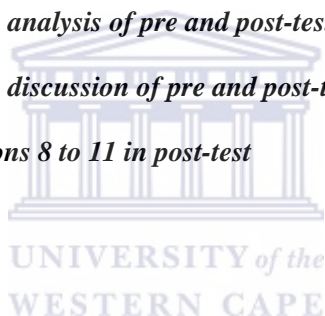 analysis of pre and post-test
discussion of pre and post-t
ons 8 to 11 in post-test
UNIVERSITY of the
WESTERN CAPE